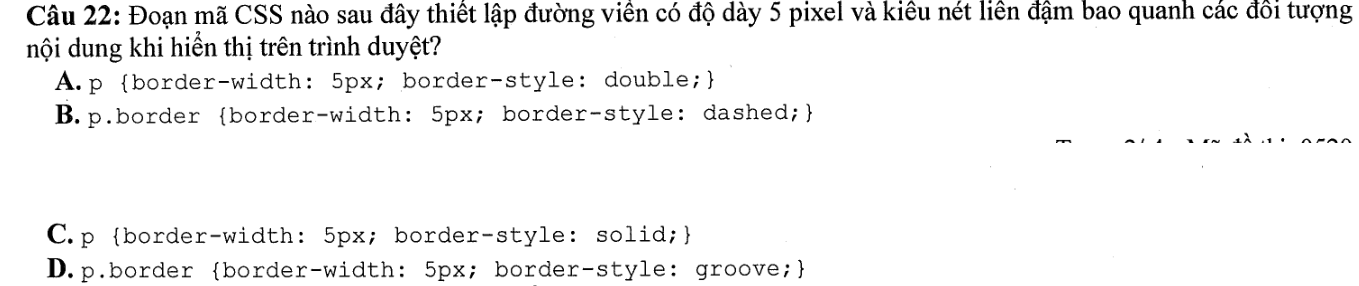 Câu 22: Đoạn mã CSS nào sau đây thiết lập đường viền có độ dày 5 pixel và kiểu nét liền đậm bao quanh các đối tượng
nội dung khi hiển thị trên trình duyệt?
A. p {border-width: 5px; border-style: double;}
B. p.border {border-width: 5px; border-style: dashed;}
C. p {border-width: 5px; border-style: solid;}
D. p.border {border-width: 5px; border-style: groove;}